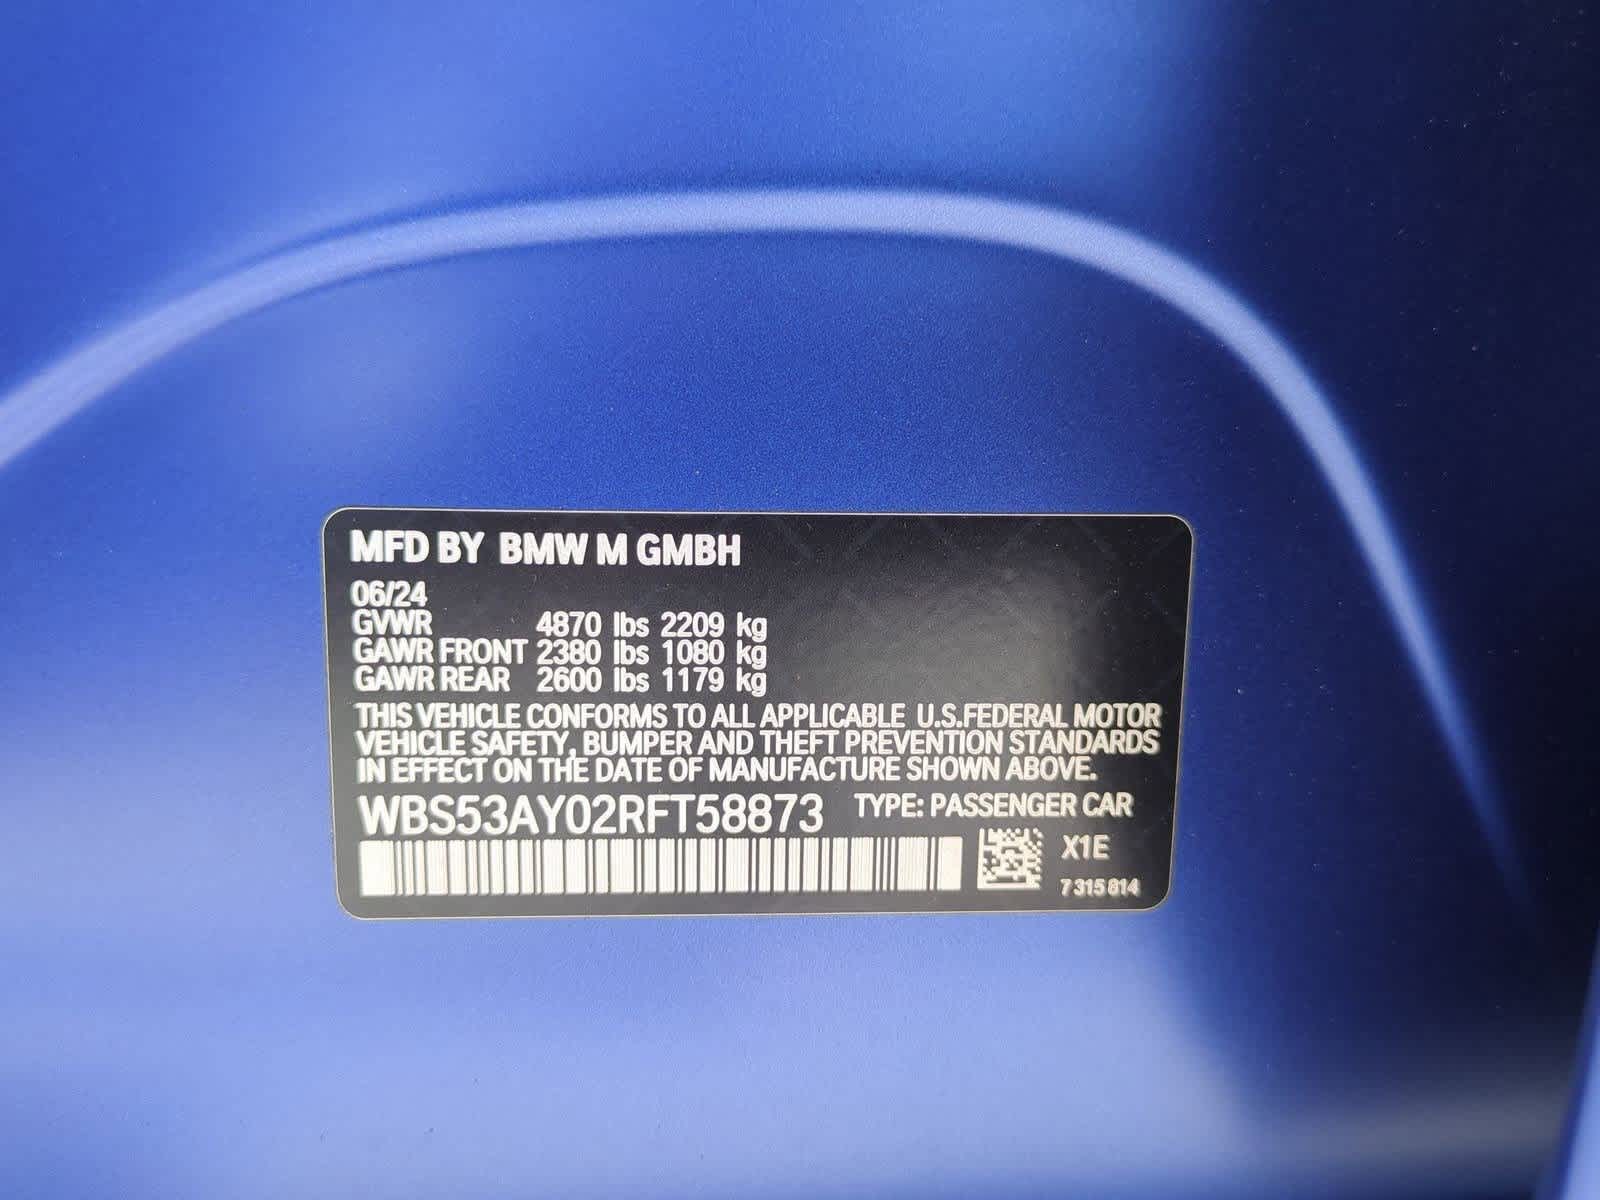 MFD BY BMW M GMBH
06/24
GVWR 4870 lbs 2209 kg
GAWR FRONT 2380 lbs 1080 kg
GAWR REAR 2600 lbs 1179 kg
THIS VEHICLE CONFORMS TO ALL APPLICABLE U.S.FEDERAL MOTOR
VEHICLE SAFETY, BUMPER AND THEFT PREVENTION STANDARDS
IN EFFECT ON THE DATE OF MANUFACTURE SHOWN ABOVE.
WBS53AY02RFT58873 TYPE: PASSENGER CAR
X1E
7 315 814